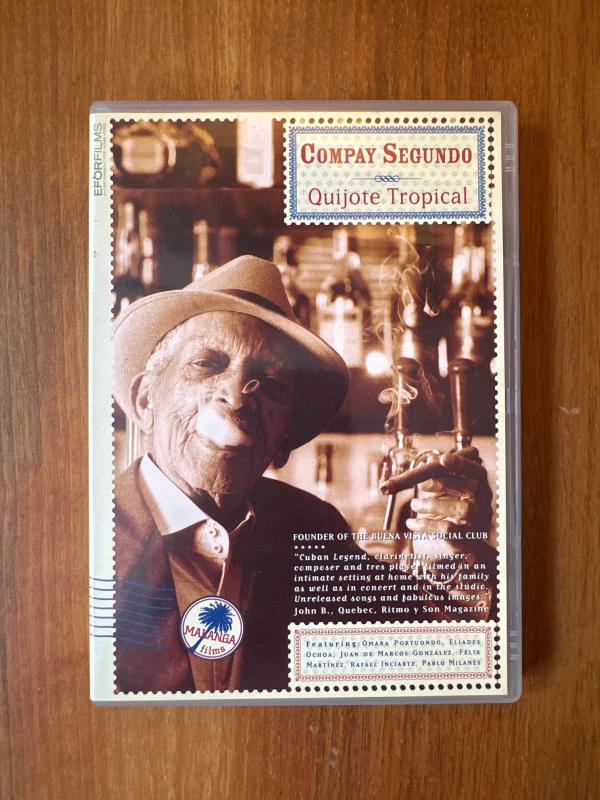 EFÖRFILMS
COMPAY SEGUNDO
Quijote Tropical
FOUNDER OF THE BUENA VISTA SOCIAL CLUB
★★★★★
"Cuban Legend, clarinetist, singer,
composer and tres player filmed in an
intimate setting at home with his family
as well as in concert and in the studio.
Unreleased songs and fabulous images."
John B., Quebec, Ritmo y Son Magazine
MALANGA
films
Featuring: OMARA PORTUONDO, ELIADES
OCHOA, JUAN DE MARCOS GONZÁLEZ, FÉLIX
MARTÍNEZ, RAFAEL INCIARTE, PABLO MILANES